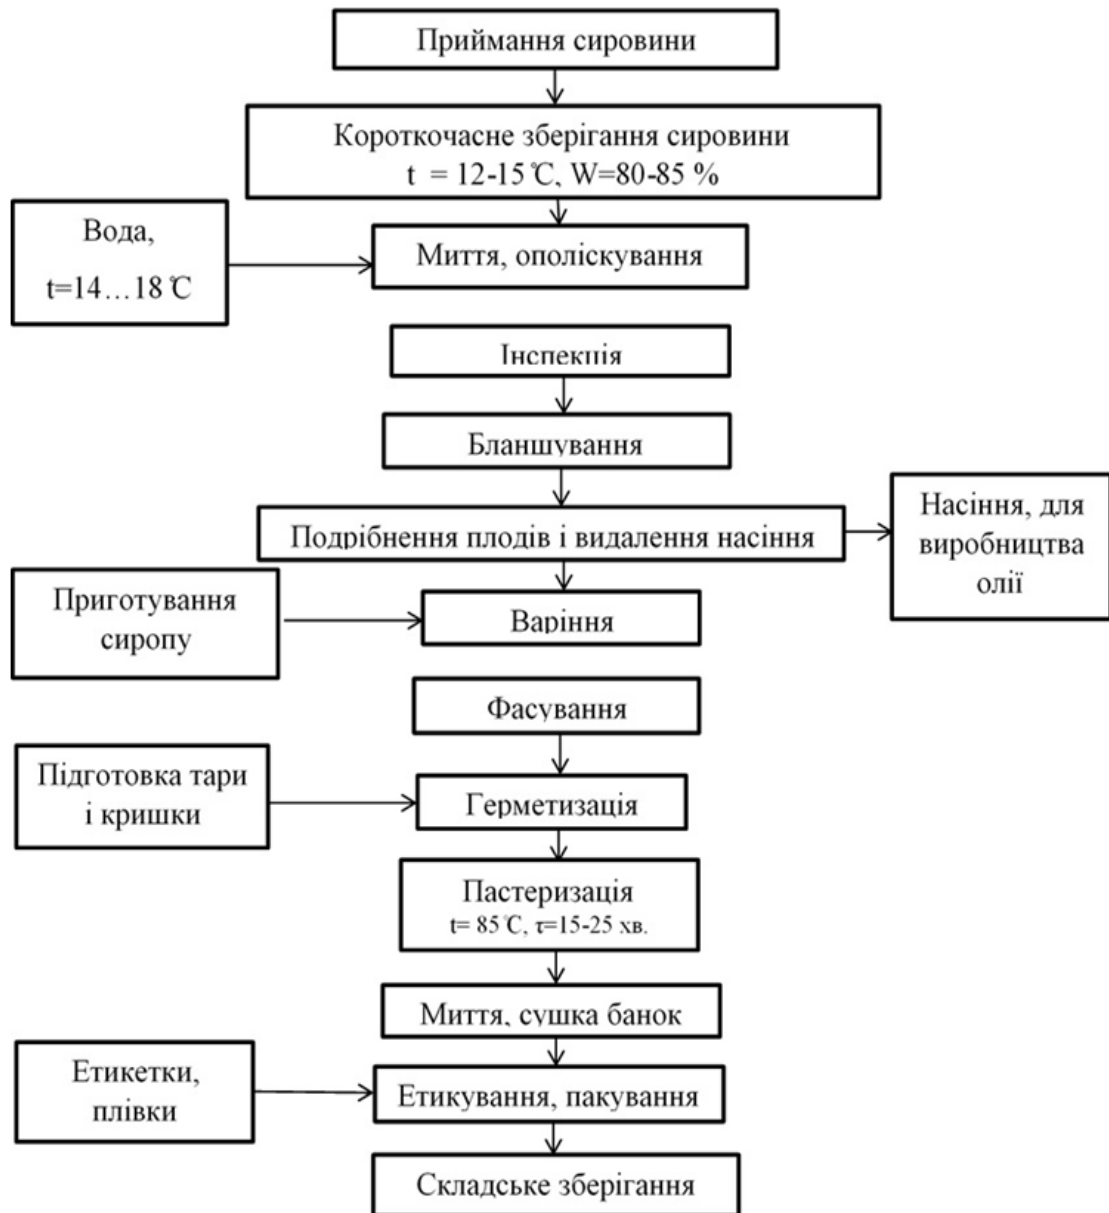 Приймання сировини
Короткочасне зберігання сировини
t = 12-15 ℃, W=80-85 %
Вода,
t=14…18 ℃
Миття, ополіскування
Інспекція
Бланшування
Подрібнення плодів і видалення насіння
Насіння, для
виробництва
олії
Приготування
сиропу
Варіння
Фасування
Підготовка тари
і кришки
Герметизація
Пастеризація
t= 85 ℃, τ=15-25 хв.
Миття, сушка банок
Етикетки,
плівки
Етикування, пакування
Складське зберігання